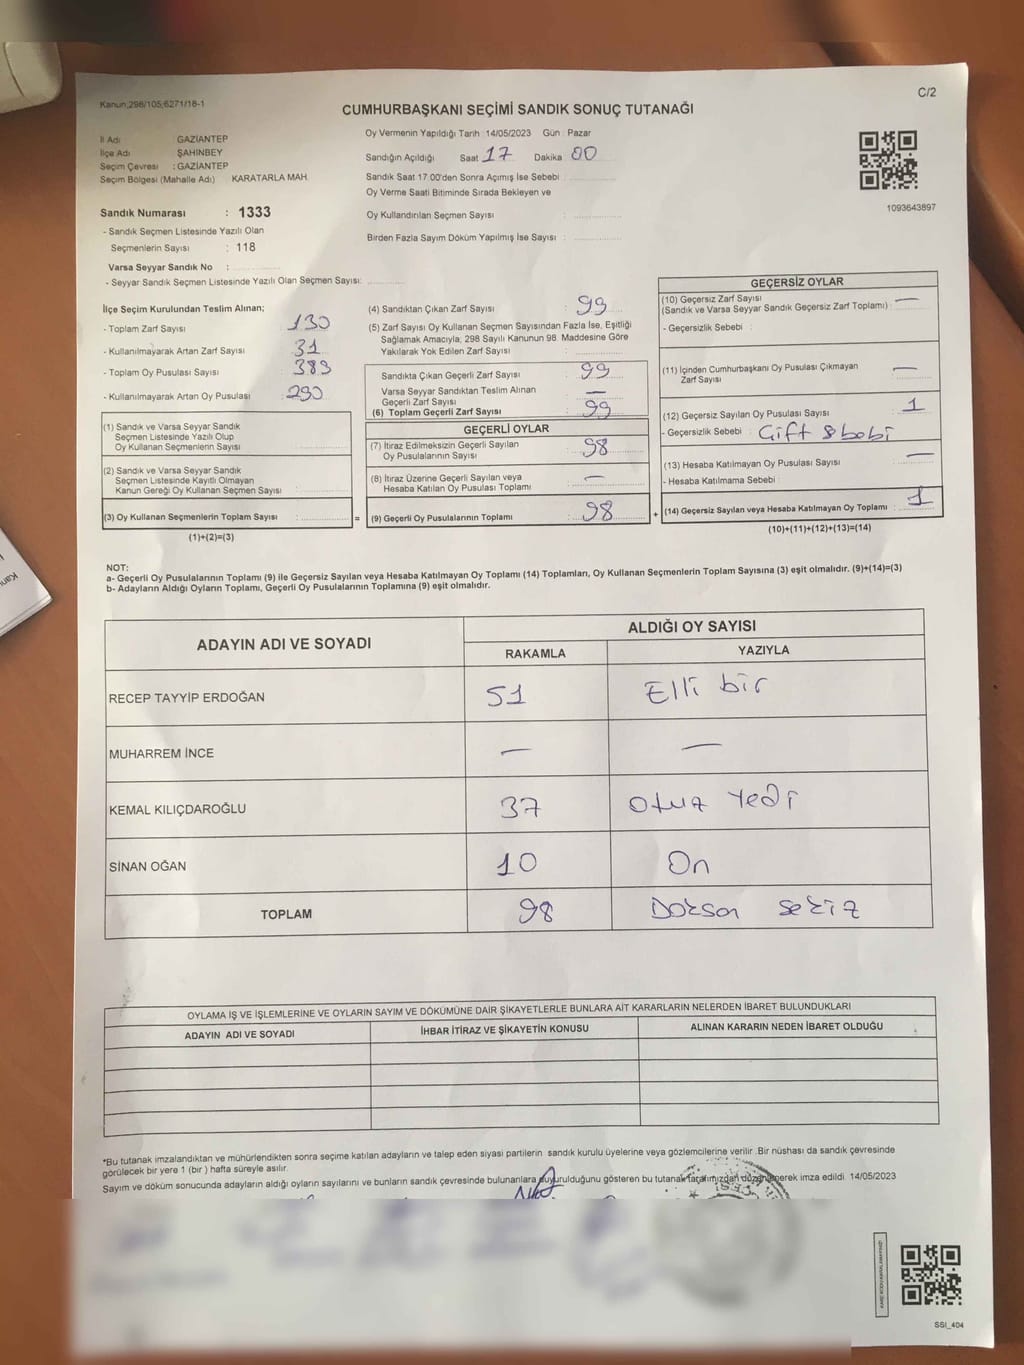 C/2
Kanun;298/105;6271/18-1
CUMHURBAŞKANI SEÇİMİ SANDIK SONUÇ TUTANAĞI
İl Adı : GAZİANTEP
İlçe Adı : ŞAHİNBEY
Seçim Çevresi : GAZİANTEP
Seçim Bölgesi (Mahalle Adı) KARATARLA MAH.
Oy Vermenin Yapıldığı Tarih : 14/05/2023 Gün : Pazar
Sandığın Açıldığı Saat 17 Dakika 00
Sandık Saat 17.00'den Sonra Açılmış İse Sebebi :
Oy Verme Saati Bitiminde Sırada Bekleyen ve
Oy Kullandırılan Seçmen Sayısı :
Birden Fazla Sayım Döküm Yapılmış İse Sayısı :
1093643897
Sandık Numarası : 1333
- Sandık Seçmen Listesinde Yazılı Olan
Seçmenlerin Sayısı : 118
Varsa Seyyar Sandık No :
- Seyyar Sandık Seçmen Listesinde Yazılı Olan Seçmen Sayısı:
İlçe Seçim Kurulundan Teslim Alınan;
- Toplam Zarf Sayısı : 130
- Kullanılmayarak Artan Zarf Sayısı : 31
- Toplam Oy Pusulası Sayısı : 389
- Kullanılmayarak Artan Oy Pusulası : 290
(1) Sandık ve Varsa Seyyar Sandık
Seçmen Listesinde Yazılı Olup
Oy Kullanan Seçmenlerin Sayısı :
(2) Sandık ve Varsa Seyyar Sandık
Seçmen Listesinde Kayıtlı Olmayan
Kanun Gereği Oy Kullanan Seçmen Sayısı :
(3) Oy Kullanan Seçmenlerin Toplam Sayısı :
(1)+(2)=(3)
(4) Sandıktan Çıkan Zarf Sayısı : 99
(5) Zarf Sayısı Oy Kullanan Seçmen Sayısından Fazla İse, Eşitliği
Sağlamak Amacıyla; 298 Sayılı Kanunun 98. Maddesine Göre
Yakılarak Yok Edilen Zarf Sayısı :
Sandıkta Çıkan Geçerli Zarf Sayısı : 99
Varsa Seyyar Sandıktan Teslim Alınan
Geçerli Zarf Sayısı : —
(6) Toplam Geçerli Zarf Sayısı : 99
GEÇERLİ OYLAR
(7) İtiraz Edilmeksizin Geçerli Sayılan
Oy Pusulalarının Sayısı : 98
(8) İtiraz Üzerine Geçerli Sayılan veya
Hesaba Katılan Oy Pusulası Toplamı : —
= (9) Geçerli Oy Pusulalarının Toplamı : 98
GEÇERSİZ OYLAR
(10) Geçersiz Zarf Sayısı
(Sandık ve Varsa Seyyar Sandık Geçersiz Zarf Toplamı) : —
- Geçersizlik Sebebi :
(11) İçinden Cumhurbaşkanı Oy Pusulası Çıkmayan
Zarf Sayısı : —
(12) Geçersiz Sayılan Oy Pusulası Sayısı : 1
- Geçersizlik Sebebi : Çift
(13) Hesaba Katılmayan Oy Pusulası Sayısı : —
- Hesaba Katılmama Sebebi :
+ (14) Geçersiz Sayılan veya Hesaba Katılmayan Oy Toplamı : 1
(10)+(11)+(12)+(13)=(14)
NOT:
a- Geçerli Oy Pusulalarının Toplamı (9) ile Geçersiz Sayılan veya Hesaba Katılmayan Oy Toplamı (14) Toplamları, Oy Kullanan Seçmenlerin Toplam Sayısına (3) eşit olmalıdır. (9)+(14)=(3)
b- Adayların Aldığı Oyların Toplamı, Geçerli Oy Pusulalarının Toplamına (9) eşit olmalıdır.
ADAYIN ADI VE SOYADI ALDIĞI OY SAYISI
RAKAMLA YAZIYLA
RECEP TAYYİP ERDOĞAN 51 Elli bir
MUHARREM İNCE — —
KEMAL KILIÇDAROĞLU 37 Otuz Yedi
SİNAN OĞAN 10 On
TOPLAM 98 Doksan Sekiz
OYLAMA İŞ VE İŞLEMLERİNE VE OYLARIN SAYIM VE DÖKÜMÜNE DAİR ŞİKAYETLERLE BUNLARA AİT KARARLARIN NELERDEN İBARET BULUNDUKLARI
ADAYIN ADI VE SOYADI İHBAR İTİRAZ VE ŞİKAYETİN KONUSU ALINAN KARARIN NEDEN İBARET OLDUĞU
*Bu tutanak imzalandıktan ve mühürlendikten sonra seçime katılan adayların ve talep eden siyasi partilerin sandık kurulu üyelerine veya gözlemcilerine verilir. Bir nüshası da sandık çevresinde
görülecek bir yere 1 (bir ) hafta süreyle asılır.
Sayım ve döküm sonucunda adayların aldığı oyların sayılarını ve bunların sandık çevresinde bulunanlara duyurulduğunu gösteren bu tutanak tarafımızdan düzenlenerek imza edildi. 14/05/2023
SSI_404